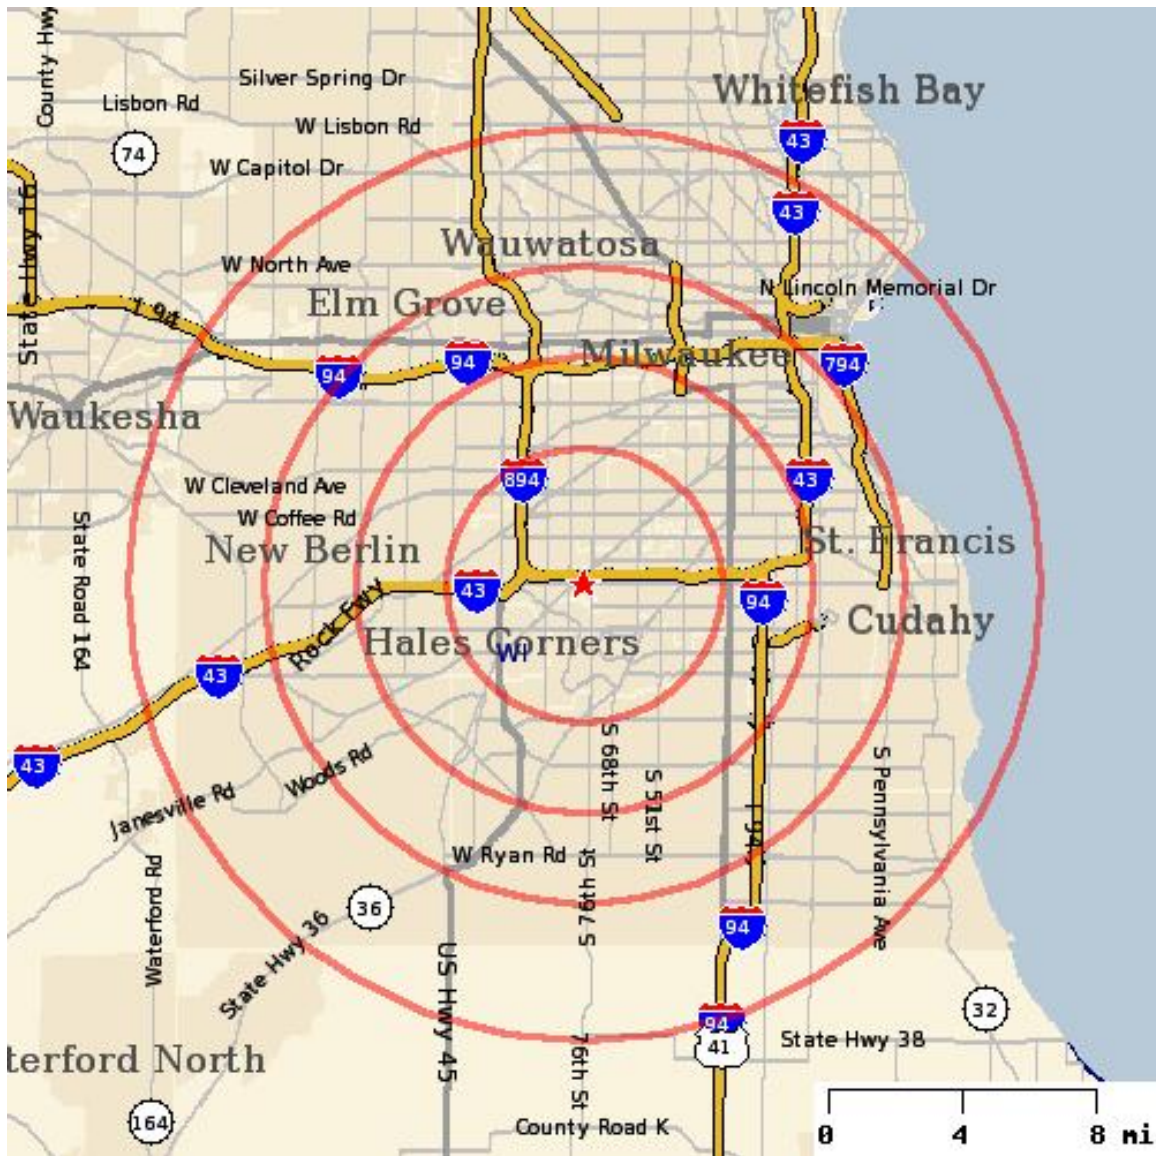 County Hwy
Silver Spring Dr
Lisbon Rd
Whitefish Bay
W Lisbon Rd
43
74
W Capitol Dr
State Hwy 16
43
Wauwatosa
W North Ave
N Lincoln Memorial Dr
Elm Grove
I 94
Milwaukee
94
94
794
Waukesha
894
43
W Cleveland Ave
W Coffee Rd
State Road 164
New Berlin
St. Francis
43
94
Rock Fwy
Cudahy
Hales Corners
WI
43
43
S 68th St
S 51st St
Woods Rd
Janesville Rd
S Pennsylvania Ave
I 94
W Ryan Rd
Waterford Rd
S 76th St
36
94
State Hwy 36
US Hwy 45
32
94
41
State Hwy 38
terford North
76th St
164
County Road K
0 4 8 mi